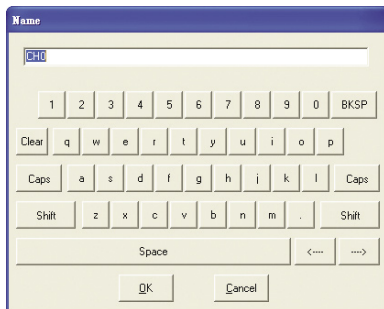 Name
CH0
1 2 3 4 5 6 7 8 9 0 BKSP
Clear q w e r t y u i o p
Caps a s d f g h j k l Caps
Shift z x c v b n m . Shift
Space <---- ---->
OK Cancel